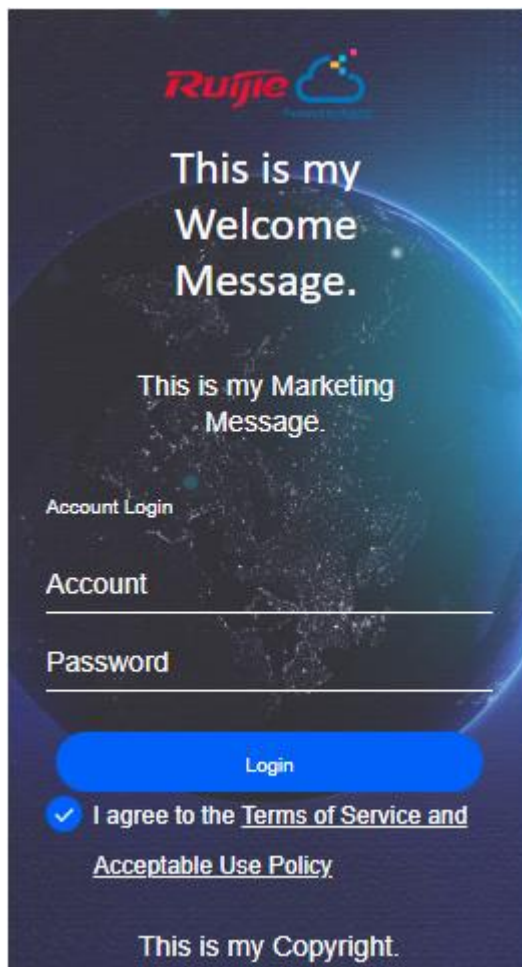 Ruijie
This is my
Welcome
Message.
This is my Marketing
Message.
Account Login
Account
Password
Login
I agree to the Terms of Service and
Acceptable Use Policy
This is my Copyright.